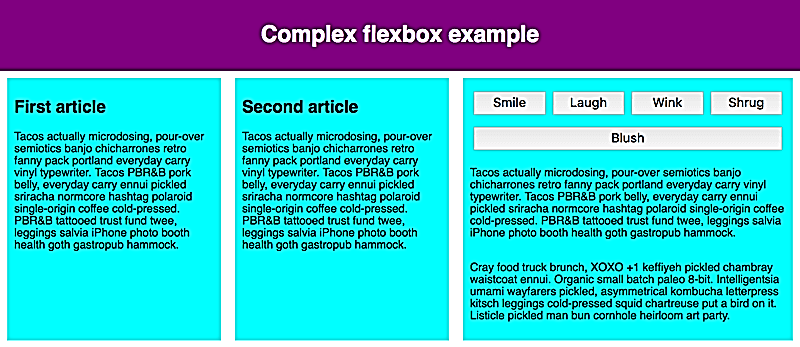 Complex flexbox example
First article
Tacos actually microdosing, pour-over
semiotics banjo chicharrones retro
fanny pack portland everyday carry
vinyl typewriter. Tacos PBR&B pork
belly, everyday carry ennui pickled
sriracha normcore hashtag polaroid
single-origin coffee cold-pressed.
PBR&B tattooed trust fund twee,
leggings salvia iPhone photo booth
health goth gastropub hammock.
Second article
Tacos actually microdosing, pour-over
semiotics banjo chicharrones retro
fanny pack portland everyday carry
vinyl typewriter. Tacos PBR&B pork
belly, everyday carry ennui pickled
sriracha normcore hashtag polaroid
single-origin coffee cold-pressed.
PBR&B tattooed trust fund twee,
leggings salvia iPhone photo booth
health goth gastropub hammock.
Smile Laugh Wink Shrug
Blush
Tacos actually microdosing, pour-over semiotics banjo
chicharrones retro fanny pack portland everyday carry vinyl
typewriter. Tacos PBR&B pork belly, everyday carry ennui
pickled sriracha normcore hashtag polaroid single-origin coffee
cold-pressed. PBR&B tattooed trust fund twee, leggings salvia
iPhone photo booth health goth gastropub hammock.
Cray food truck brunch, XOXO +1 keffiyeh pickled chambray
waistcoat ennui. Organic small batch paleo 8-bit. Intelligentsia
umami wayfarers pickled, asymmetrical kombucha letterpress
kitsch leggings cold-pressed squid chartreuse put a bird on it.
Listicle pickled man bun cornhole heirloom art party.